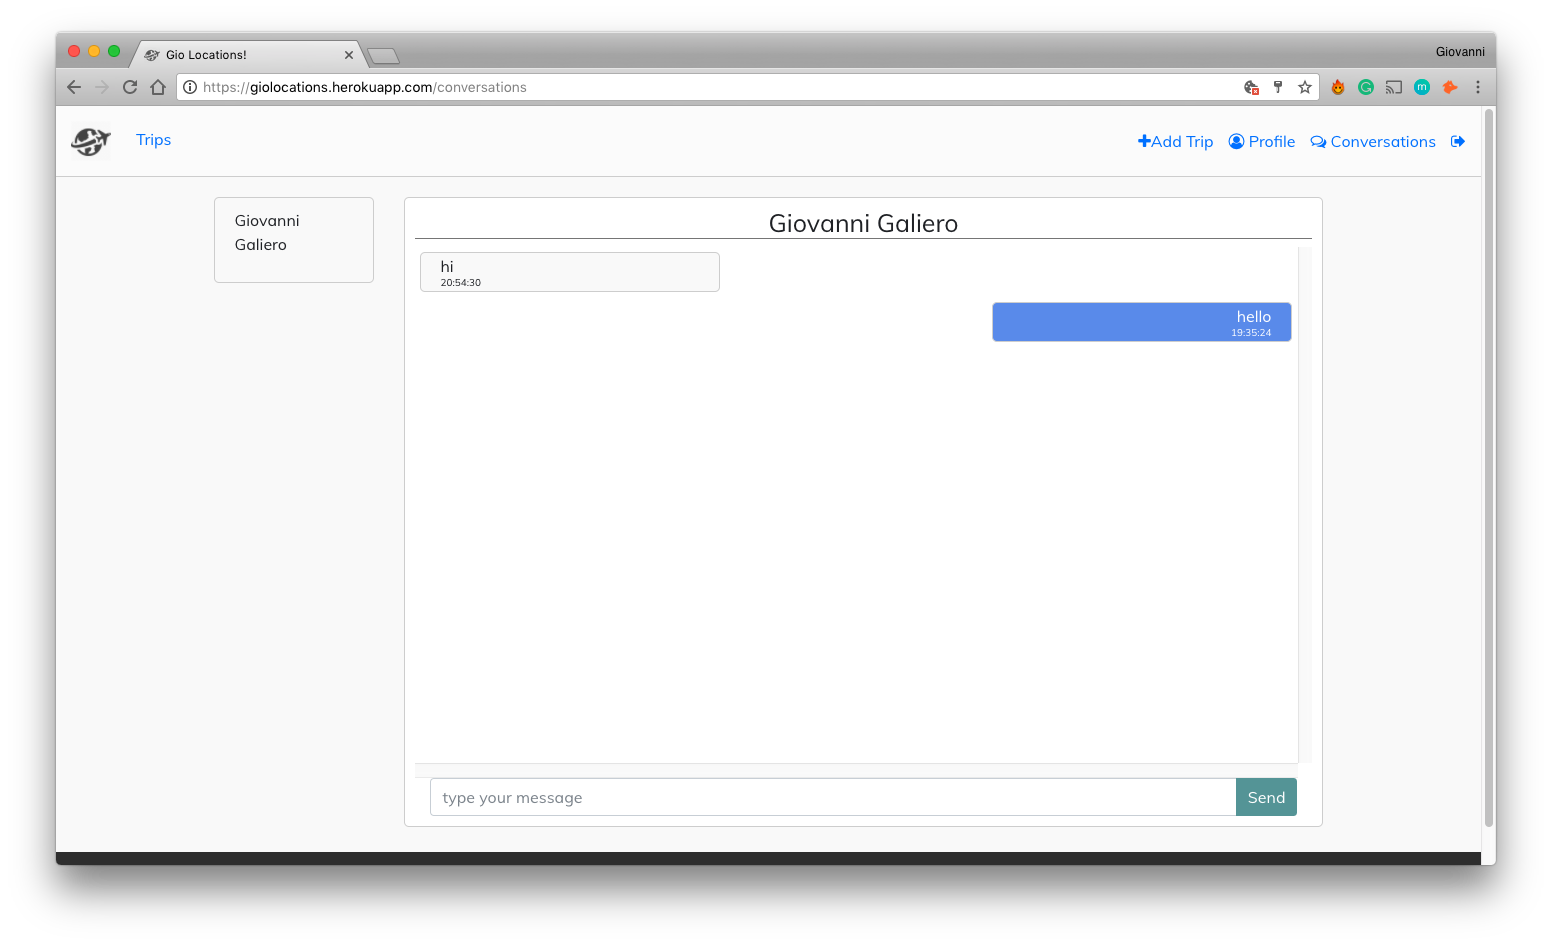 Gio Locations!
Giovanni
https://giolocations.herokuapp.com/conversations
Trips
Add Trip
Profile
Conversations
Giovanni
Galiero
Giovanni Galiero
hi
20:54:30
hello
19:35:24
type your message
Send